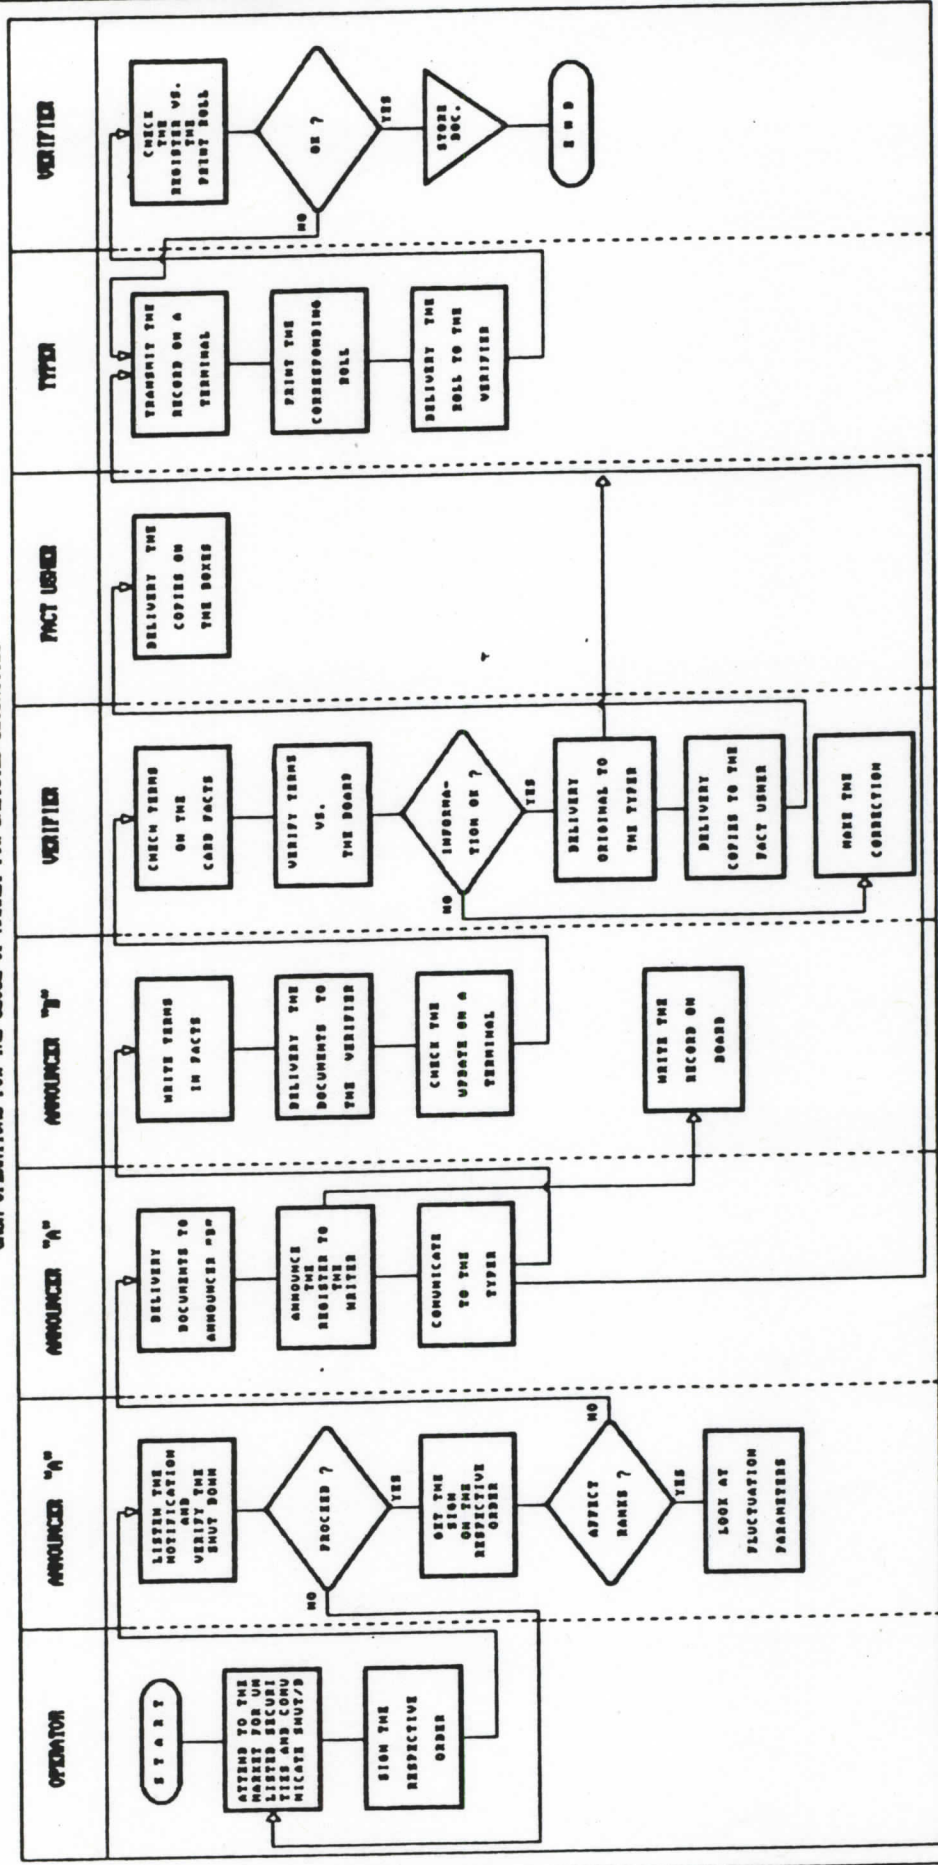 OPERATOR
S T A R T
ATTEND TO THE
MARKET FOR UN
LISTED SECURI
TIES AND COMU
NICATE SHUT/D
SIGN THE
RESPECTIVE
ORDER
ANNOUNCER "A"
LISTEN THE
NOTIFICATION
AND
VERIFY THE
SHUT DOWN
PROCEED ?
NO
YES
GET THE
SIGN
ON THE
RESPECTIVE
ORDER
AFFECT
RANKS ?
NO
YES
LOOK AT
FLUCTUATION
PARAMETERS
ANNOUNCER "A"
DELIVERY
DOCUMENTS TO
ANNOUNCER "B"
ANNOUNCE
THE
REGISTER TO
THE
WRITER
COMUNICATE
TO THE
TYPER
ANNOUNCER "B"
WRITE TERMS
IN FACTS
DELIVERY THE
DOCUMENTS TO
THE VERIFIER
CHECK THE
UPDATE ON A
TERMINAL
WRITE THE
RECORD ON
BOARD
VERIFIER
CHECK TERMS
ON THE
CARD FACTS
VERIFY TERMS
VS.
THE BOARD
INFORMA-
TION OK ?
NO
YES
DELIVERY
ORIGINAL TO
THE TYPER
DELIVERY
COPIES TO THE
FACT USHER
MAKE THE
CORRECTION
FACT USHER
DELIVERY THE
COPIES ON
THE BOXES
TYPER
TRANSMIT THE
RECORD ON A
TERMINAL
PRINT THE
CORRESPONDING
ROLL
DELIVERY THE
ROLL TO THE
VERIFIER
VERIFIER
CHECK
THE
REGISTER VS.
THE
PRINT ROLL
OK ?
NO
YES
STORE
DOC.
E N D